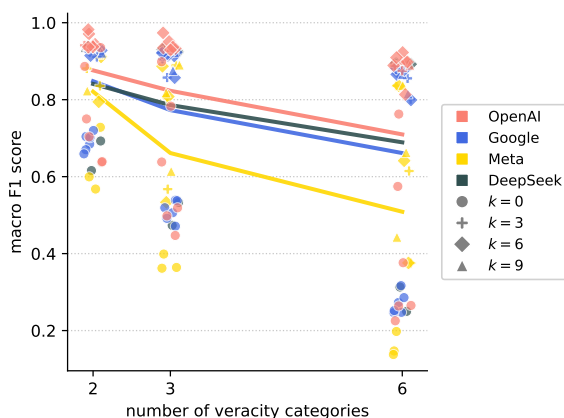 1.0
0.8
0.6
0.4
0.2
macro F1 score
2
3
6
number of veracity categories
OpenAI
Google
Meta
DeepSeek
k = 0
k = 3
k = 6
k = 9